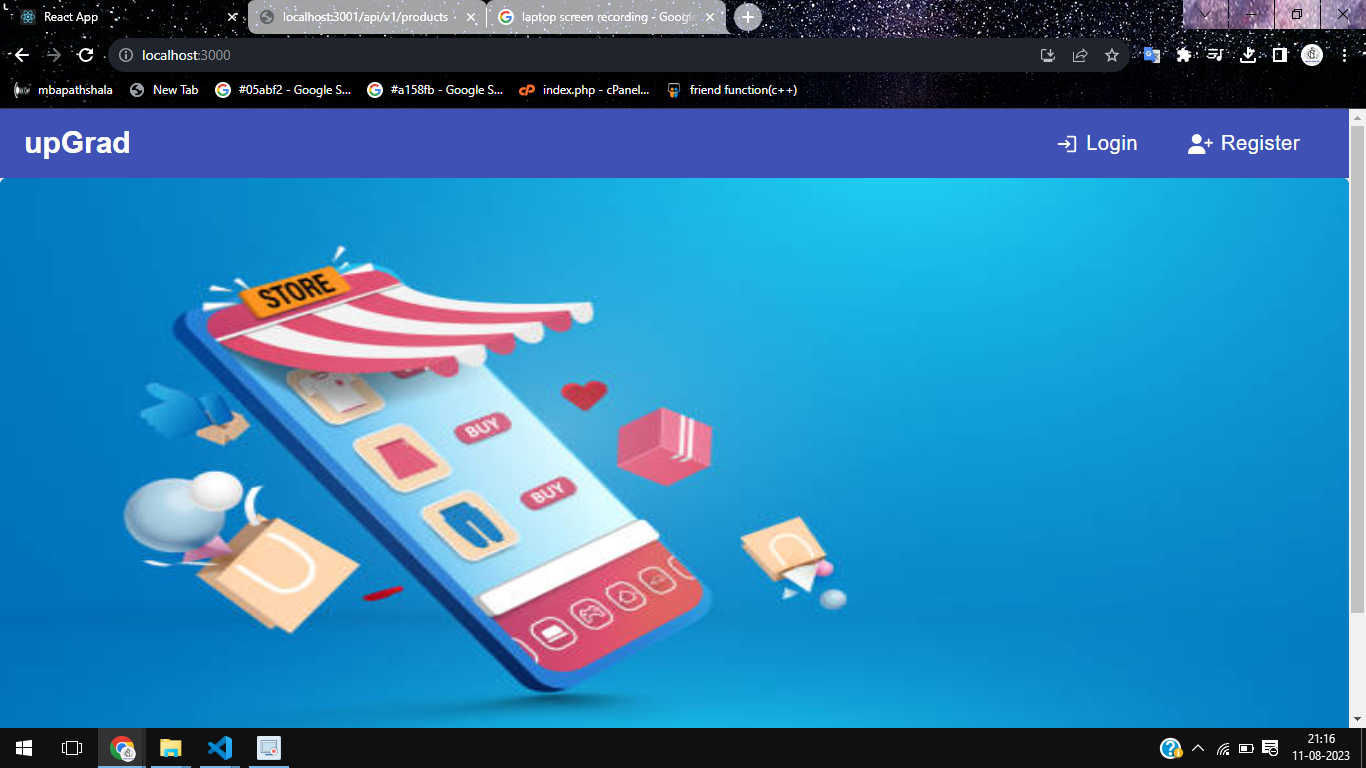 React App
localhost:3001/api/v1/products
laptop screen recording - Google
localhost:3000
mbapathshala
New Tab
#05abf2 - Google S...
#a158fb - Google S...
index.php - cPanel...
friend function(c++)
upGrad
Login
Register
STORE
BUY
BUY
21:16
11-08-2023